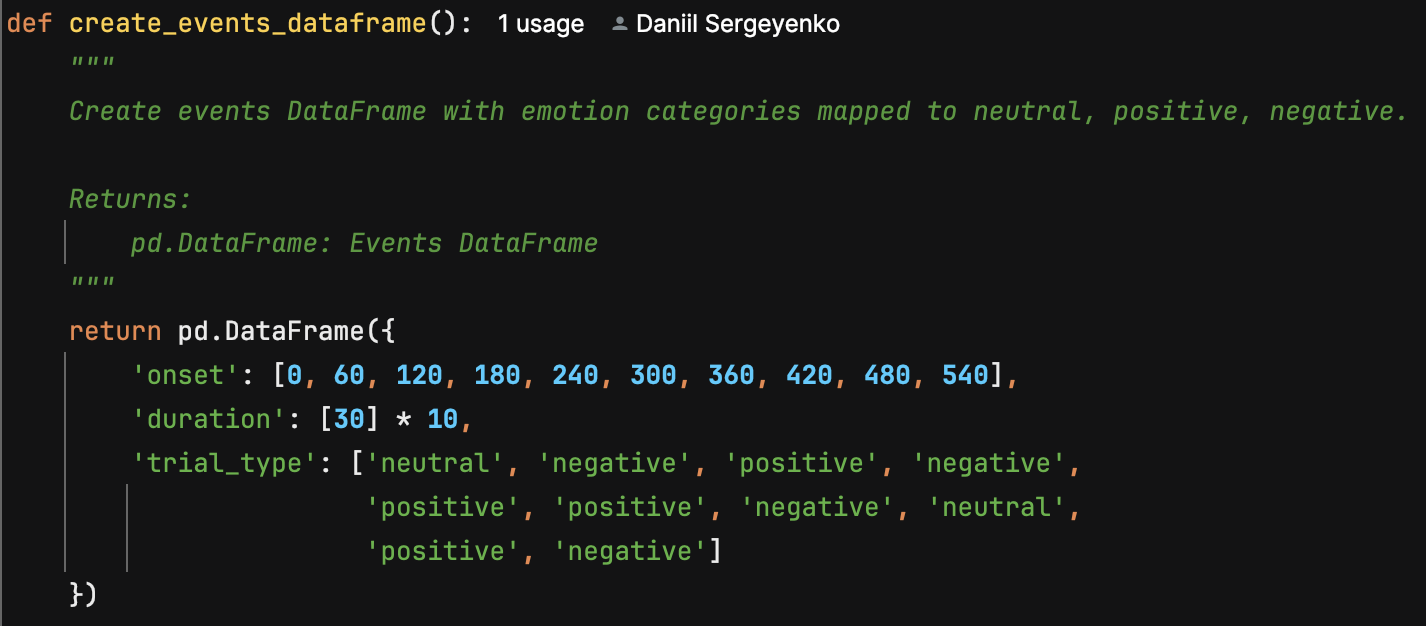 def create_events_dataframe(): 1 usage Daniil Sergeyenko
"""
Create events DataFrame with emotion categories mapped to neutral, positive, negative.
Returns:
pd.DataFrame: Events DataFrame
"""
return pd.DataFrame({
'onset': [0, 60, 120, 180, 240, 300, 360, 420, 480, 540],
'duration': [30] * 10,
'trial_type': ['neutral', 'negative', 'positive', 'negative',
'positive', 'positive', 'negative', 'neutral',
'positive', 'negative']
})